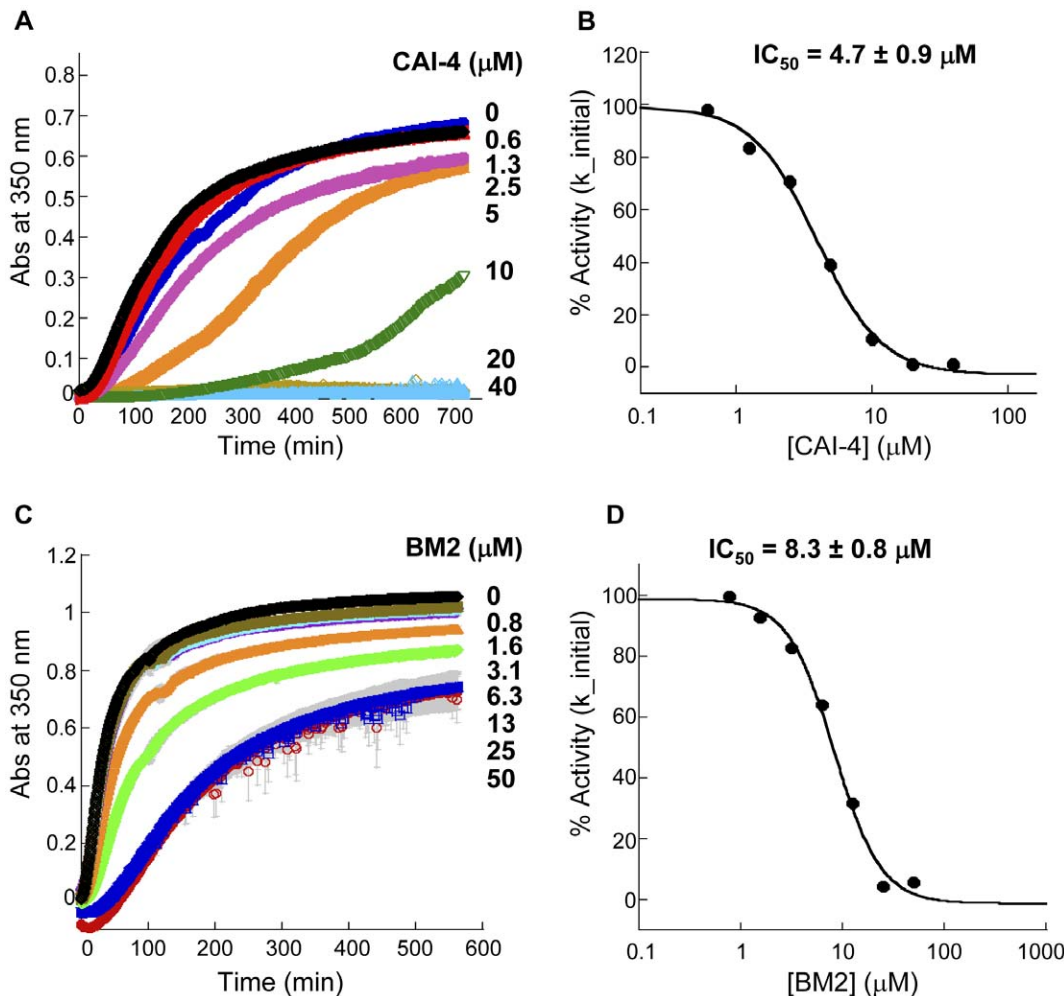 A
CAI-4 (μM)
0.8
0.7
0.6
0.5
0.4
0.3
0.2
0.1
0
Abs at 350 nm
0
0.6
1.3
2.5
5
10
20
40
0 100 200 300 400 500 600 700
Time (min)
B
IC50 = 4.7 ± 0.9 μM
120
100
80
60
40
20
0
% Activity (k_initial)
0.1 1 10 100
[CAI-4] (μM)
C
BM2 (μM)
1.2
1
0.8
0.6
0.4
0.2
0
Abs at 350 nm
0
0.8
1.6
3.1
6.3
13
25
50
0 100 200 300 400 500 600
Time (min)
D
IC50 = 8.3 ± 0.8 μM
100
80
60
40
20
0
% Activity (k_initial)
0.1 1 10 100 1000
[BM2] (μM)